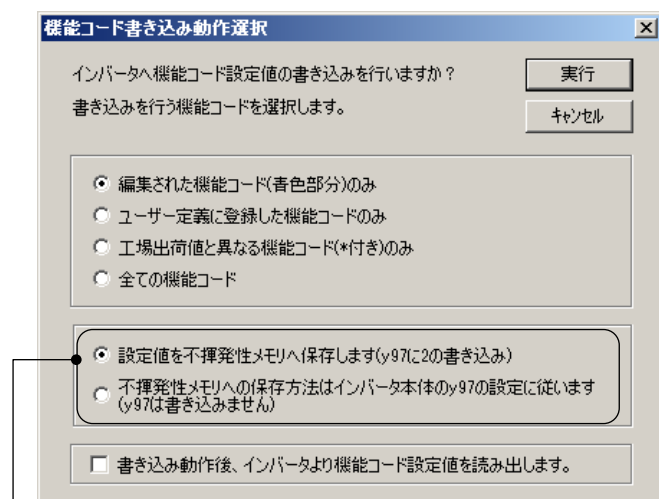 機能コード書き込み動作選択
インバータへ機能コード設定値の書き込みを行いますか？
書き込みを行う機能コードを選択します。
実行
キャンセル
編集された機能コード(青色部分)のみ
ユーザー定義に登録した機能コードのみ
工場出荷値と異なる機能コード(*付き)のみ
全ての機能コード
設定値を不揮発性メモリへ保存します(y97に2の書き込み)
不揮発性メモリへの保存方法はインバータ本体のy97の設定に従います
(y97は書き込みません)
書き込み動作後、インバータより機能コード設定値を読み出します。